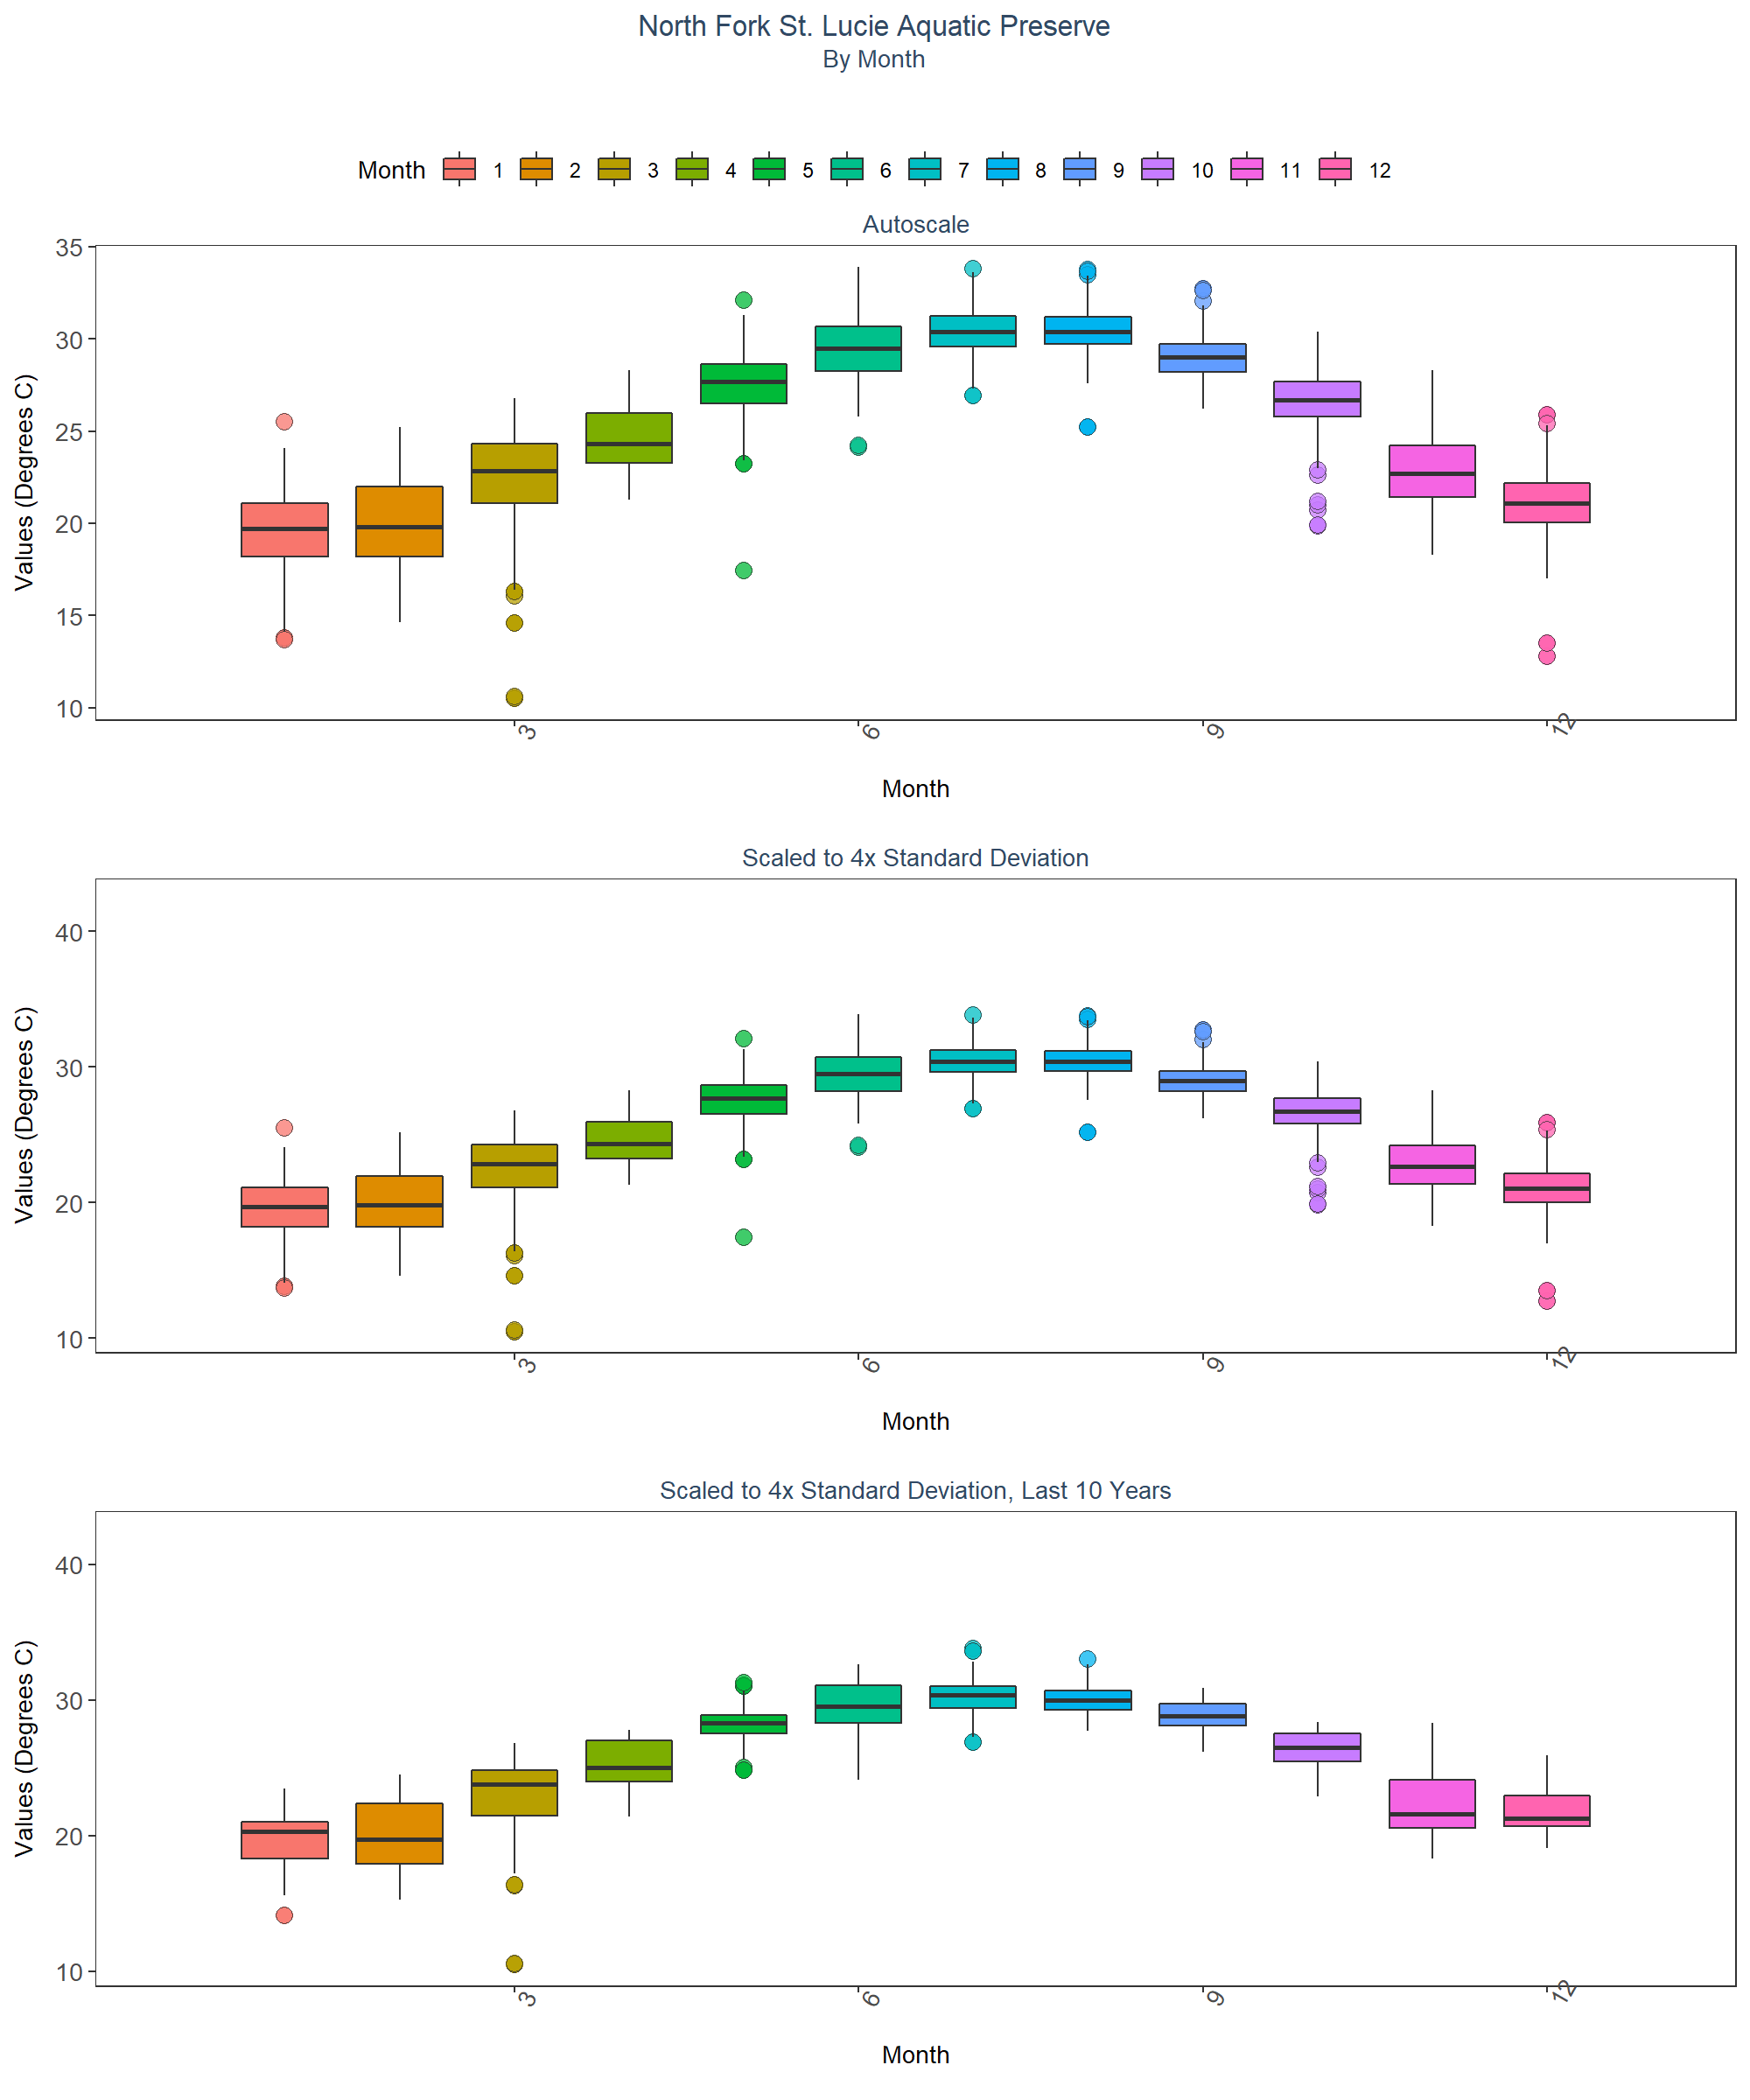 North Fork St. Lucie Aquatic Preserve
By Month
Month 1 2 3 4 5 6 7 8 9 10 11 12
Autoscale
Values (Degrees C)
35
30
25
20
15
10
3 6 9 12
Month
Scaled to 4x Standard Deviation
Values (Degrees C)
40
30
20
10
3 6 9 12
Month
Scaled to 4x Standard Deviation, Last 10 Years
Values (Degrees C)
40
30
20
10
3 6 9 12
Month